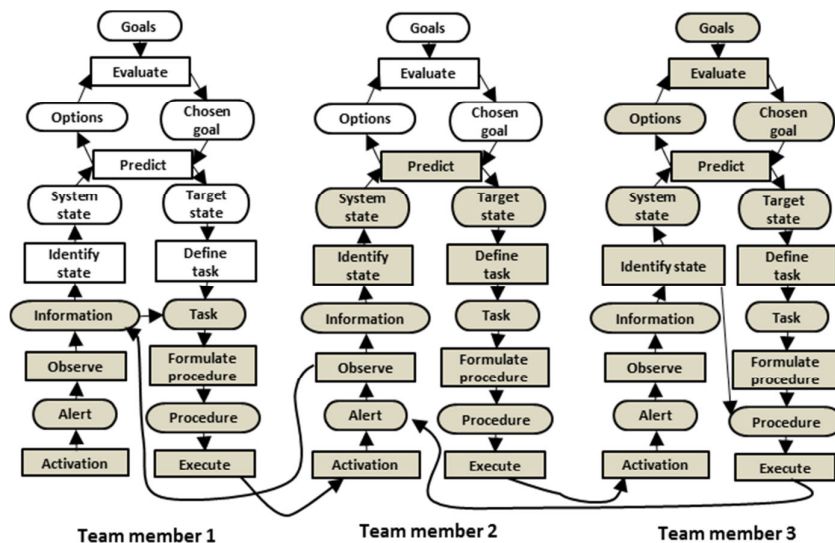 Goals
Evaluate
Options
Chosen
goal
Predict
System
state
Target
state
Identify
state
Define
task
Information
Task
Observe
Formulate
procedure
Alert
Procedure
Activation
Execute
Team member 1
Goals
Evaluate
Options
Chosen
goal
Predict
System
state
Target
state
Identify
state
Define
task
Information
Task
Observe
Formulate
procedure
Alert
Procedure
Activation
Execute
Team member 2
Goals
Evaluate
Options
Chosen
goal
Predict
System
state
Target
state
Identify state
Define
task
Information
Task
Observe
Formulate
procedure
Alert
Procedure
Activation
Execute
Team member 3